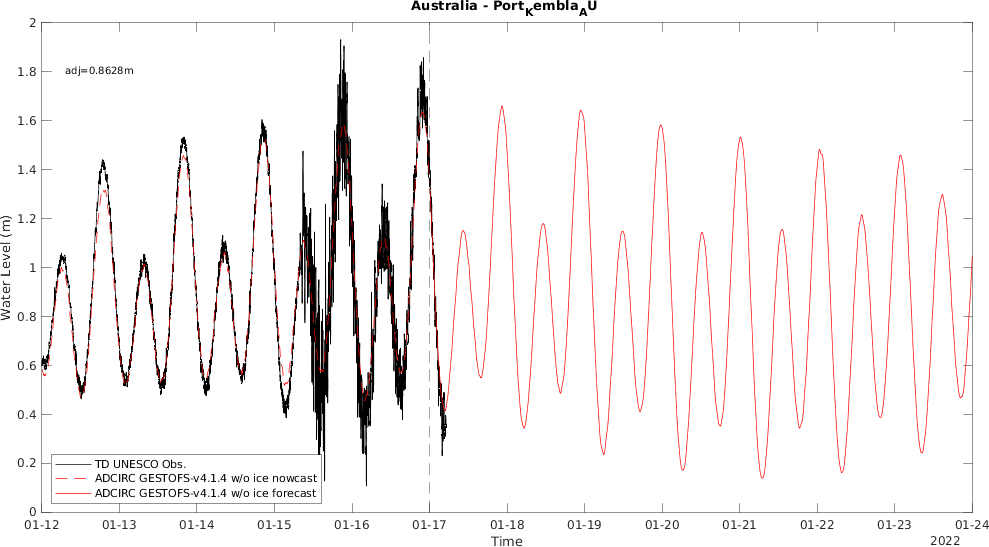 Australia - Port_Kembla_AU
2
1.8
1.6
1.4
1.2
1
0.8
0.6
0.4
0.2
0
Water Level (m)
adj=0.8628m
TD UNESCO Obs.
ADCIRC GESTOFS-v4.1.4 w/o ice nowcast
ADCIRC GESTOFS-v4.1.4 w/o ice forecast
01-12 01-13 01-14 01-15 01-16 01-17 01-18 01-19 01-20 01-21 01-22 01-23 01-24
Time
2022